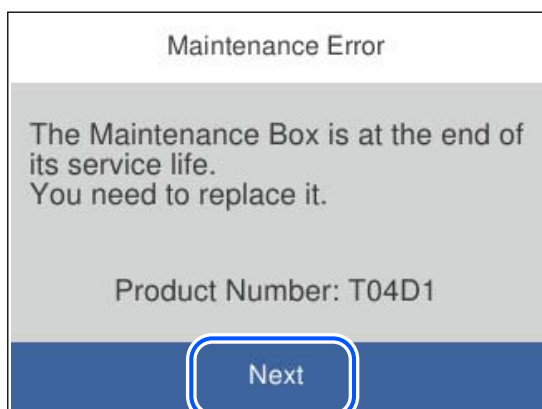 Maintenance Error
The Maintenance Box is at the end of
its service life.
You need to replace it.
Product Number: T04D1
Next